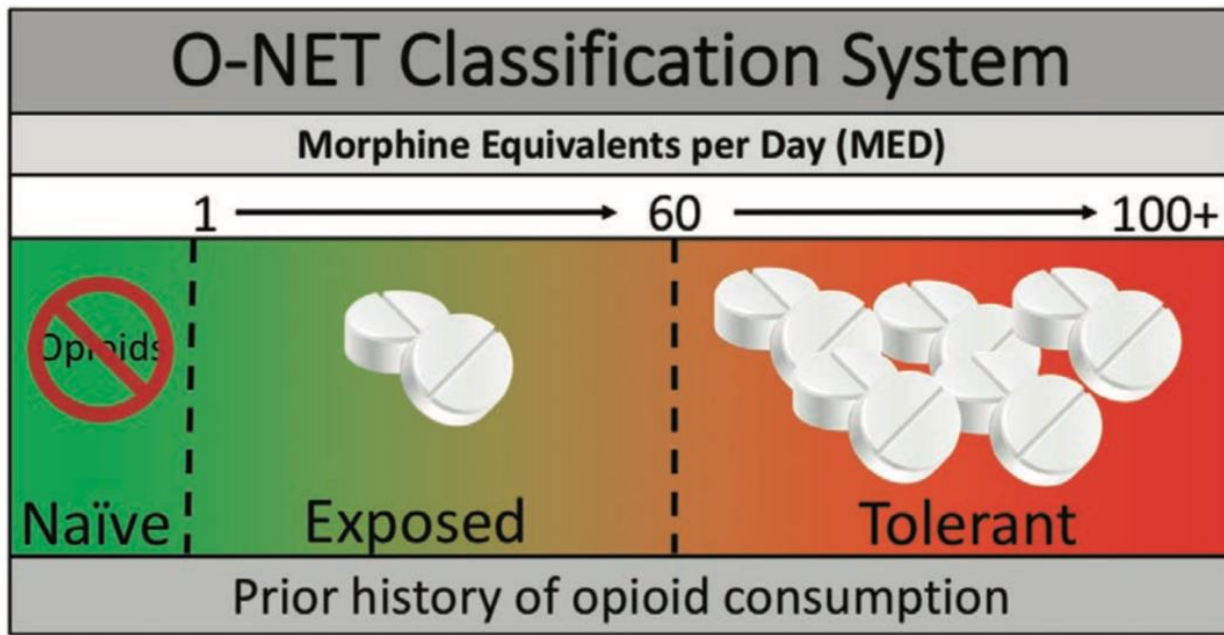 O-NET Classification System
Morphine Equivalents per Day (MED)
1 60 100+
Opioids
Naïve Exposed Tolerant
Prior history of opioid consumption